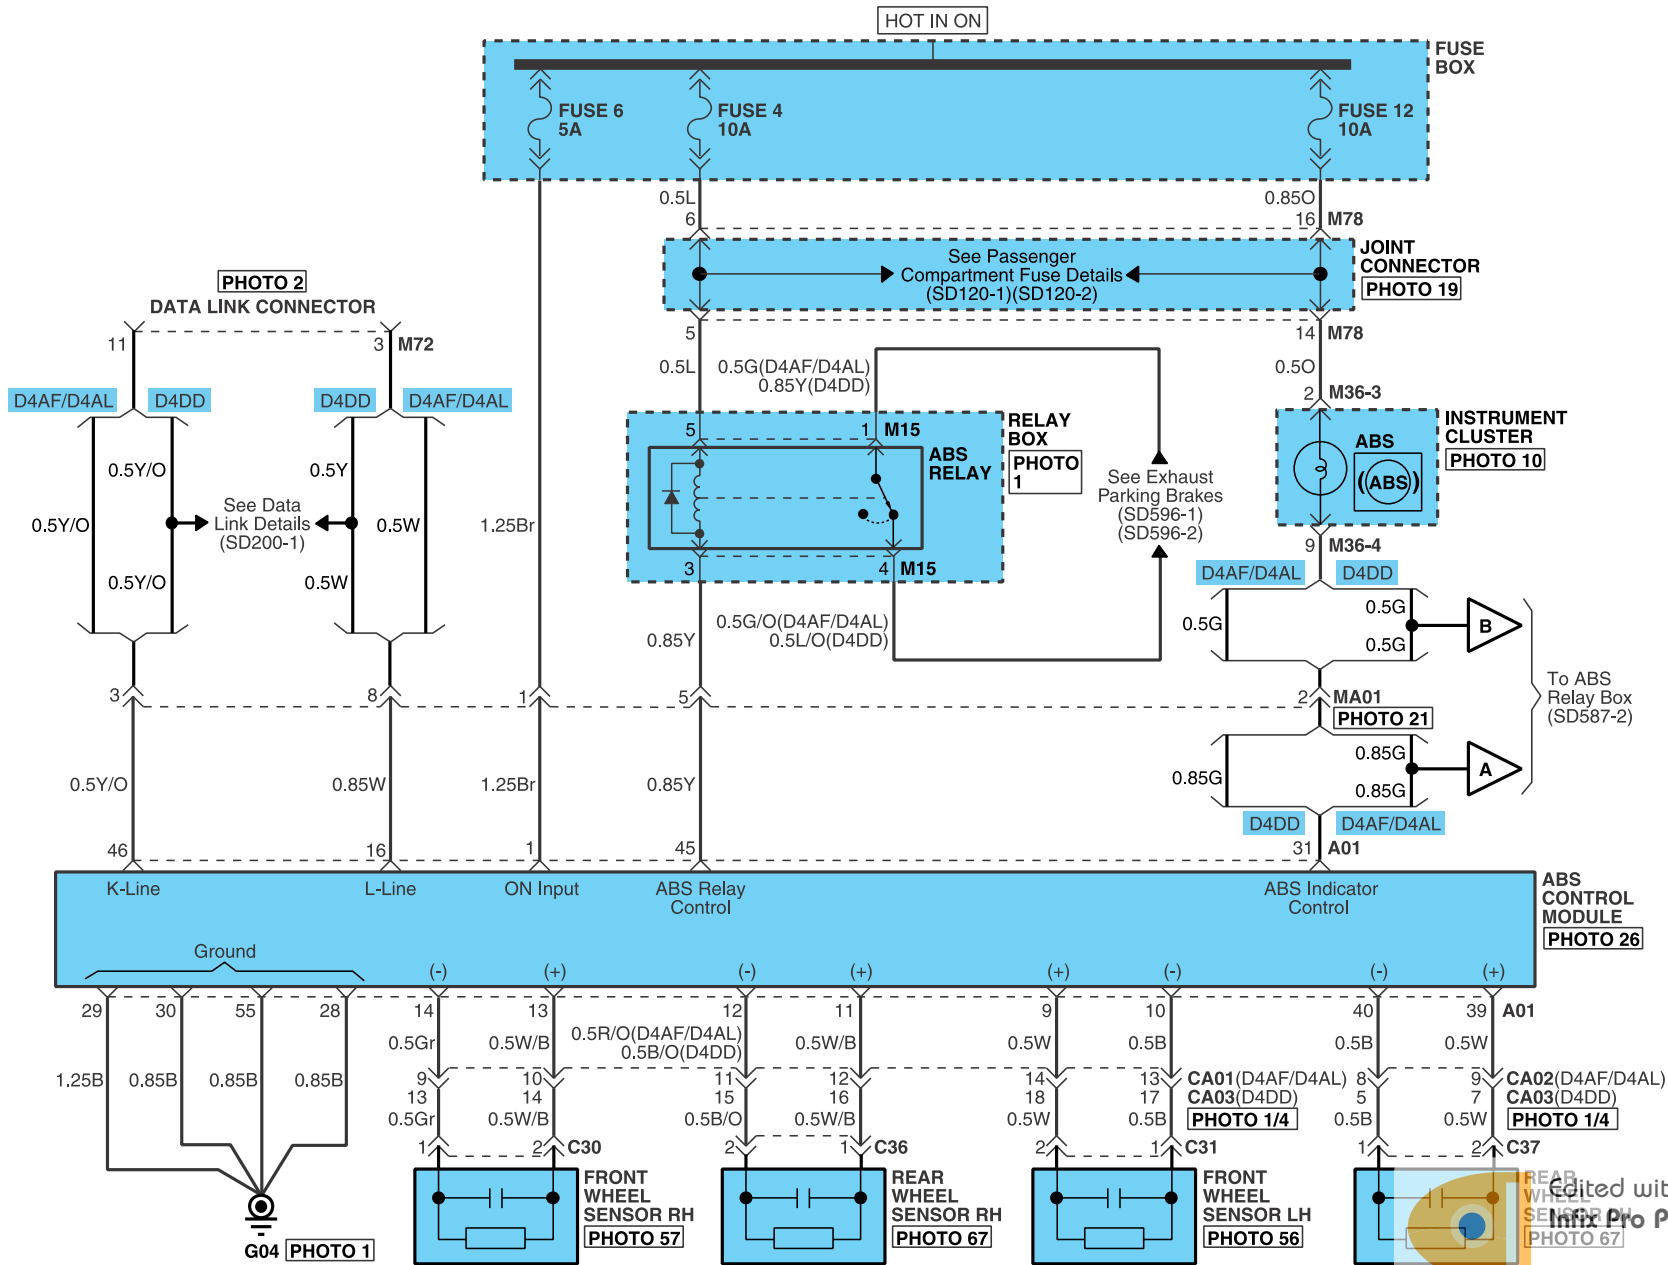 HOT IN ON
FUSE
BOX
FUSE 6
5A
FUSE 4
10A
FUSE 12
10A
0.5L
0.85O
6
16 M78
JOINT
CONNECTOR
PHOTO 19
See Passenger
Compartment Fuse Details
(SD120-1)(SD120-2)
PHOTO 2
DATA LINK CONNECTOR
11
3 M72
5
14 M78
0.5L
0.5G(D4AF/D4AL)
0.85Y(D4DD)
0.5O
2 M36-3
D4AF/D4AL
D4DD
D4DD
D4AF/D4AL
5
1 M15
RELAY
BOX
PHOTO
1
ABS
RELAY
INSTRUMENT
CLUSTER
PHOTO 10
ABS
(ABS)
0.5Y/O
0.5Y
See Data
Link Details
(SD200-1)
0.5Y/O
0.5W
1.25Br
See Exhaust
Parking Brakes
(SD596-1)
(SD596-2)
0.5Y/O
0.5W
3
4 M15
9 M36-4
D4AF/D4AL
D4DD
0.5G/O(D4AF/D4AL)
0.5L/O(D4DD)
0.85Y
0.5G
0.5G
0.5G
B
To ABS
Relay Box
(SD587-2)
3
8
1
5
2 MA01
PHOTO 21
0.5Y/O
0.85W
1.25Br
0.85Y
0.85G
0.85G
0.85G
A
D4DD
D4AF/D4AL
46
16
1
45
31 A01
K-Line
L-Line
ON Input
ABS Relay
Control
ABS Indicator
Control
ABS
CONTROL
MODULE
PHOTO 26
Ground
(-)
(+)
(-)
(+)
(+)
(-)
(-)
(+)
29
30
55
28
14
13
12
11
9
10
40
39 A01
0.5Gr
0.5W/B
0.5R/O(D4AF/D4AL)
0.5B/O(D4DD)
0.5W/B
0.5W
0.5B
0.5B
0.5W
1.25B
0.85B
0.85B
0.85B
9
10
11
12
14
13
CA01(D4AF/D4AL)
8
9
CA02(D4AF/D4AL)
13
14
15
16
18
17
CA03(D4DD)
5
7
CA03(D4DD)
0.5Gr
0.5W/B
0.5B/O
0.5W/B
0.5W
0.5B
PHOTO 1/4
0.5B
0.5W
PHOTO 1/4
1
2 C30
2
1 C36
2
1 C31
1
2 C37
FRONT
WHEEL
SENSOR RH
PHOTO 57
REAR
WHEEL
SENSOR RH
PHOTO 67
FRONT
WHEEL
SENSOR LH
PHOTO 56
REAR
WHEEL
SENSOR LH
PHOTO 67
G04 PHOTO 1
Edited wit
Infix Pro P